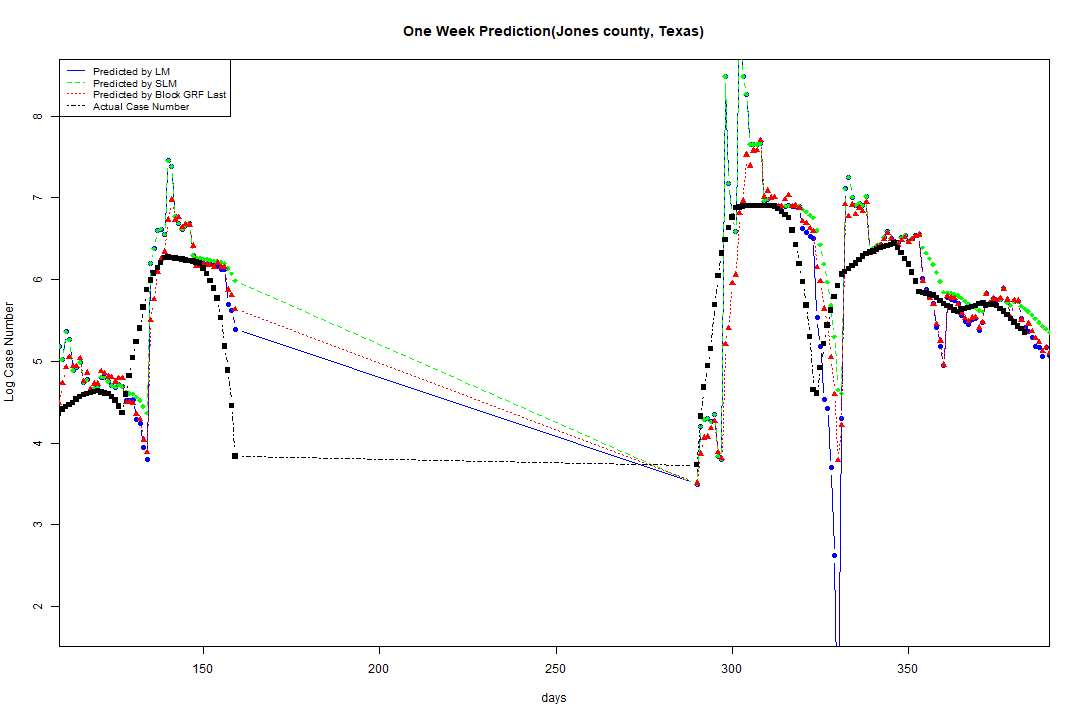 One Week Prediction(Jones county, Texas)
Predicted by LM
Predicted by SLM
Predicted by Block GRF Last
Actual Case Number
8
7
6
5
4
3
2
Log Case Number
150 200 250 300 350
days